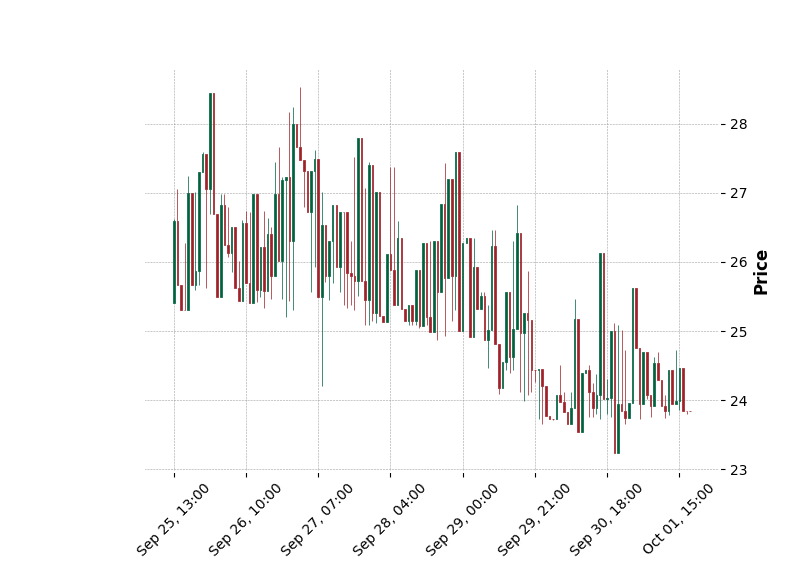 28
27
26
25
24
23
Price
Sep 25, 13:00
Sep 26, 10:00
Sep 27, 07:00
Sep 28, 04:00
Sep 29, 00:00
Sep 29, 21:00
Sep 30, 18:00
Oct 01, 15:00